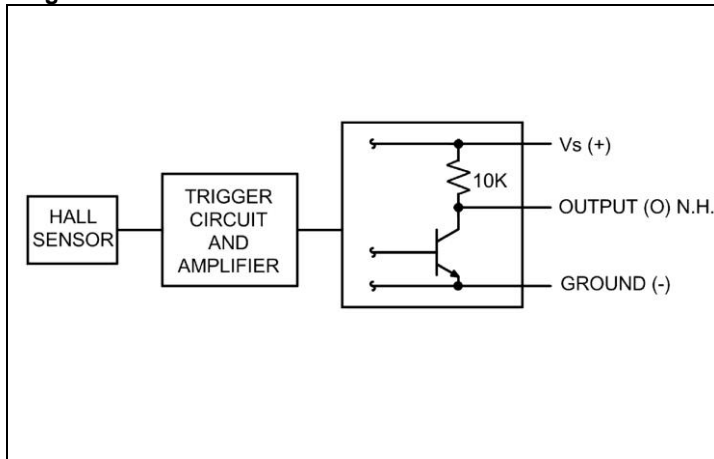 HALL
SENSOR
TRIGGER
CIRCUIT
AND
AMPLIFIER
Vs (+)
10K
OUTPUT (O) N.H.
GROUND (-)